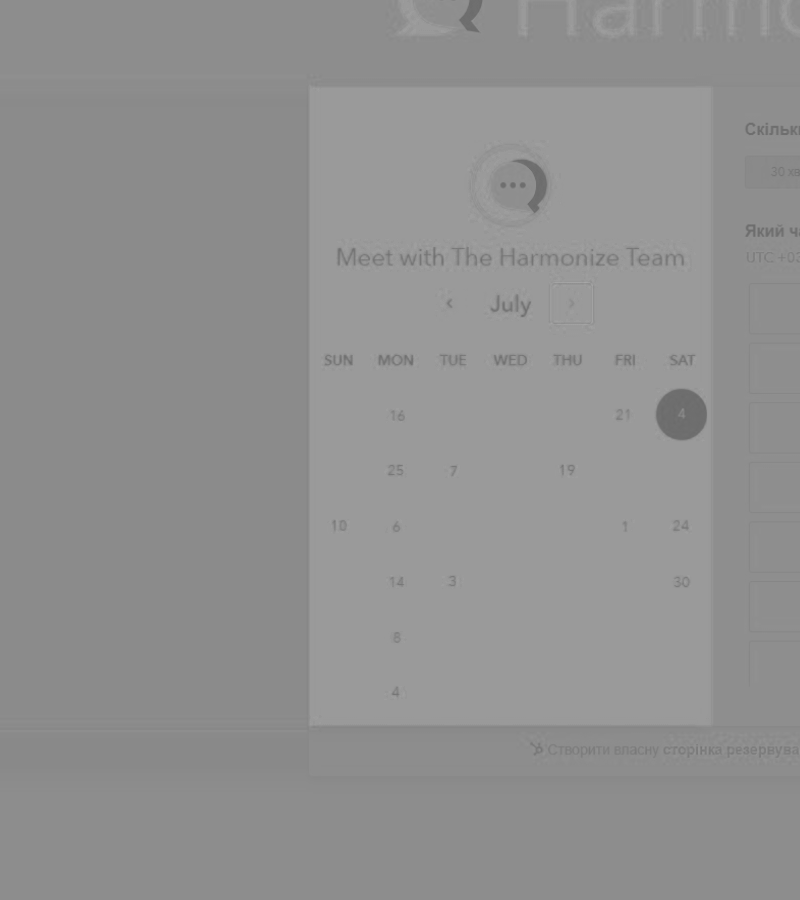 Harmo
Meet with The Harmonize Team
July
SUN MON TUE WED THU FRI SAT
16 21 4
25 7 19
10 6 1 24
14 3 30
8
4
Скільк
30 хв
Який ч
UTC +0
Створити власну сторінка резервува